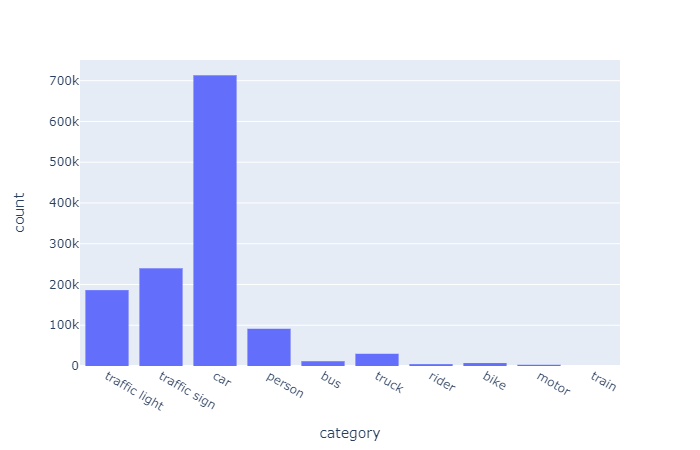 700k
600k
500k
400k
300k
200k
100k
0
count
traffic light
traffic sign
car
person
bus
truck
rider
bike
motor
train
category